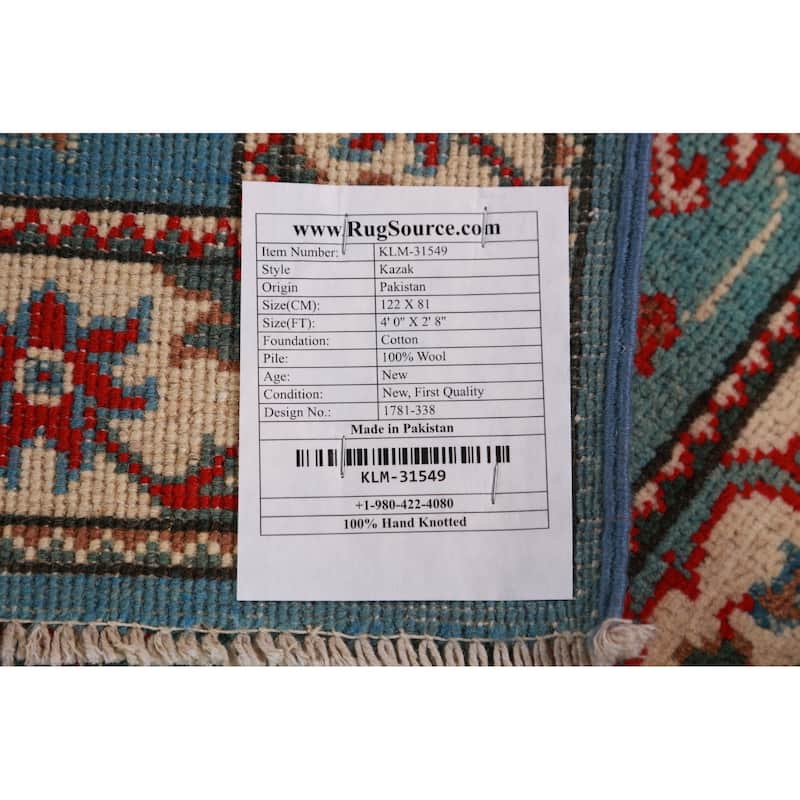 www.RugSource.com
Item Number: KLM-31549
Style Kazak
Origin Pakistan
Size(CM): 122 X 81
Size(FT): 4' 0" X 2' 8"
Foundation: Cotton
Pile: 100% Wool
Age: New
Condition: New, First Quality
Design No.: 1781-338
Made in Pakistan
KLM-31549
+1-980-422-4080
100% Hand Knotted